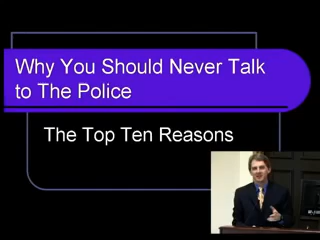 Why You Should Never Talk
to The Police
The Top Ten Reasons